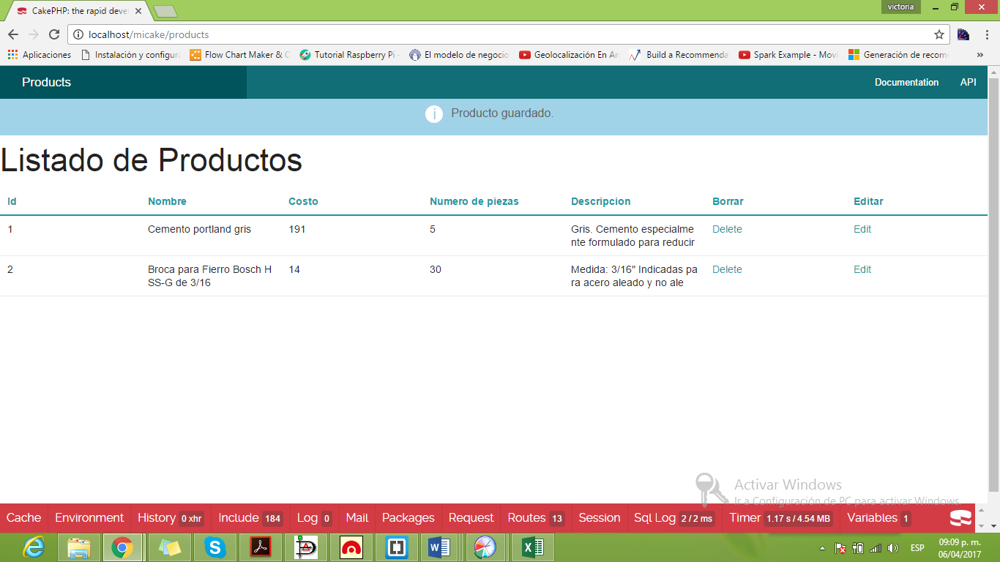 CakePHP: the rapid devel
victoria
localhost/micake/products
Aplicaciones Instalación y configura Flow Chart Maker & C Tutorial Raspberry Pi - El modelo de negocio Geolocalización En An Build a Recommenda Spark Example - Movi Generación de recom »
Products Documentation API
i Producto guardado.
Listado de Productos
Id Nombre Costo Numero de piezas Descripcion Borrar Editar
1 Cemento portland gris 191 5 Gris. Cemento especialme Delete Edit
nte formulado para reducir
2 Broca para Fierro Bosch H 14 30 Medida: 3/16" Indicadas pa Delete Edit
SS-G de 3/16 ra acero aleado y no ale
Activar Windows
Ir a Configuración de PC para activar Windows.
Cache Environment History 0 xhr Include 184 Log 0 Mail Packages Request Routes 13 Session Sql Log 2 / 2 ms Timer 1.17 s / 4.54 MB Variables 1
ESP
09:09 p. m.
06/04/2017